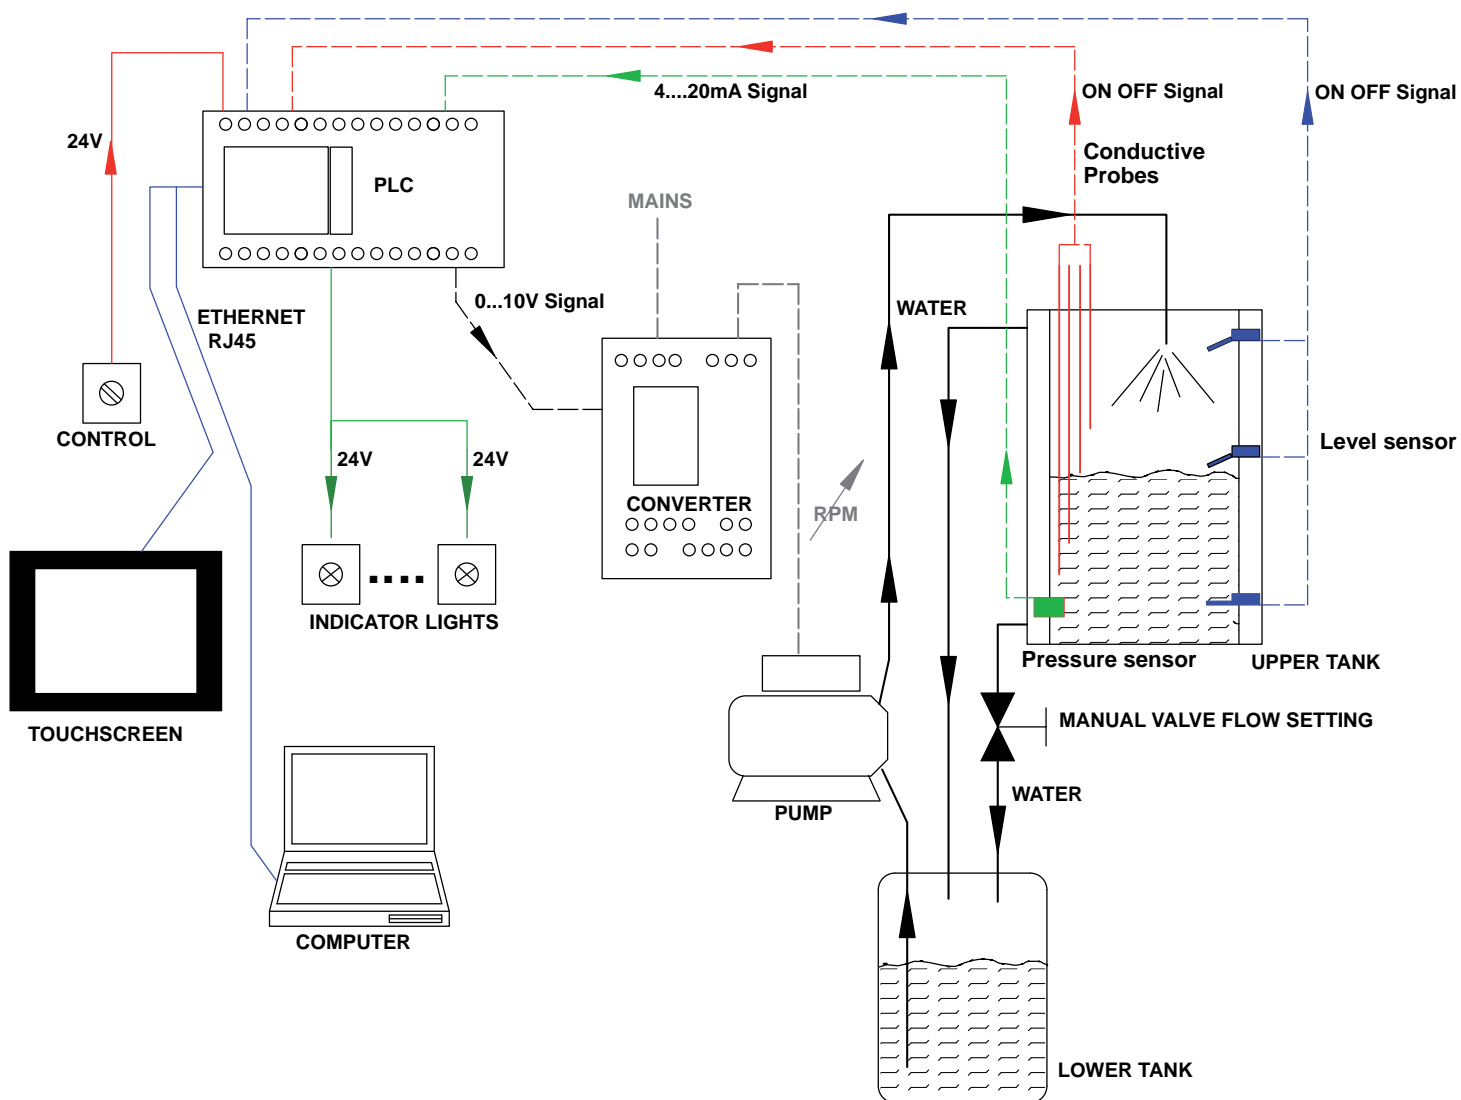 4....20mA Signal
ON OFF Signal
ON OFF Signal
24V
Conductive
Probes
PLC
MAINS
0...10V Signal
WATER
ETHERNET
RJ45
CONTROL
24V
24V
Level sensor
CONVERTER
RPM
INDICATOR LIGHTS
Pressure sensor
UPPER TANK
TOUCHSCREEN
MANUAL VALVE FLOW SETTING
WATER
PUMP
COMPUTER
LOWER TANK